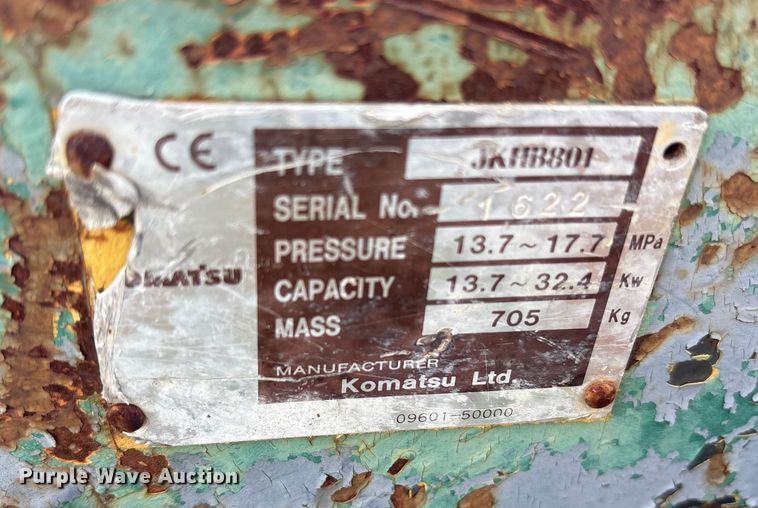 CE
TYPE JKHB801
SERIAL No. 1622
PRESSURE 13.7~17.7 MPa
CAPACITY 13.7~32.4 Kw
OMATSU
MASS 705 Kg
MANUFACTURER
Komatsu Ltd.
09601-50000
Purple Wave Auction